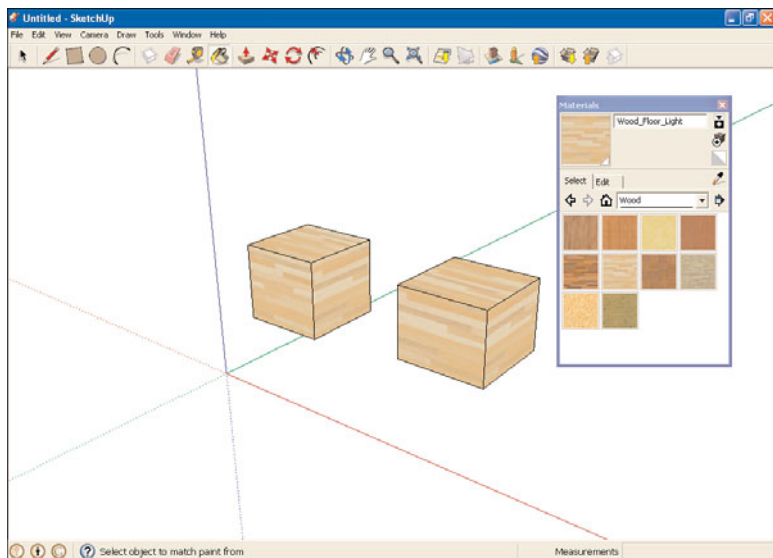 Untitled - SketchUp
File Edit View Camera Draw Tools Window Help
Materials
Wood_Floor_Light
Select Edit
Wood
Select object to match paint from
Measurements